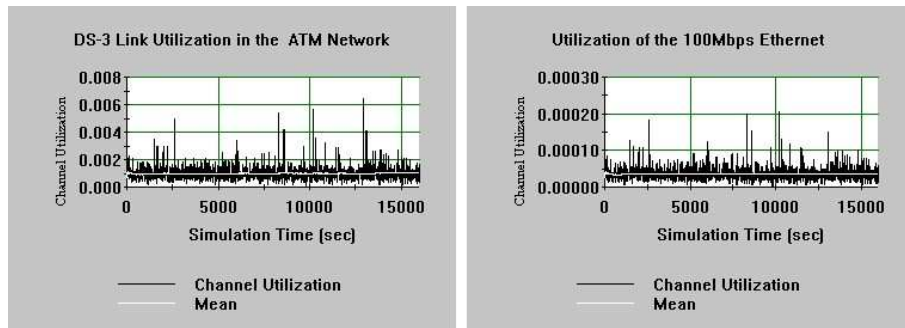 DS-3 Link Utilization in the ATM Network
Channel Utilization
0.008
0.006
0.004
0.002
0.000
0 5000 10000 15000
Simulation Time (sec)
Channel Utilization
Mean
Utilization of the 100Mbps Ethernet
Channel Utilization
0.00030
0.00020
0.00010
0.00000
0 5000 10000 15000
Simulation Time (sec)
Channel Utilization
Mean